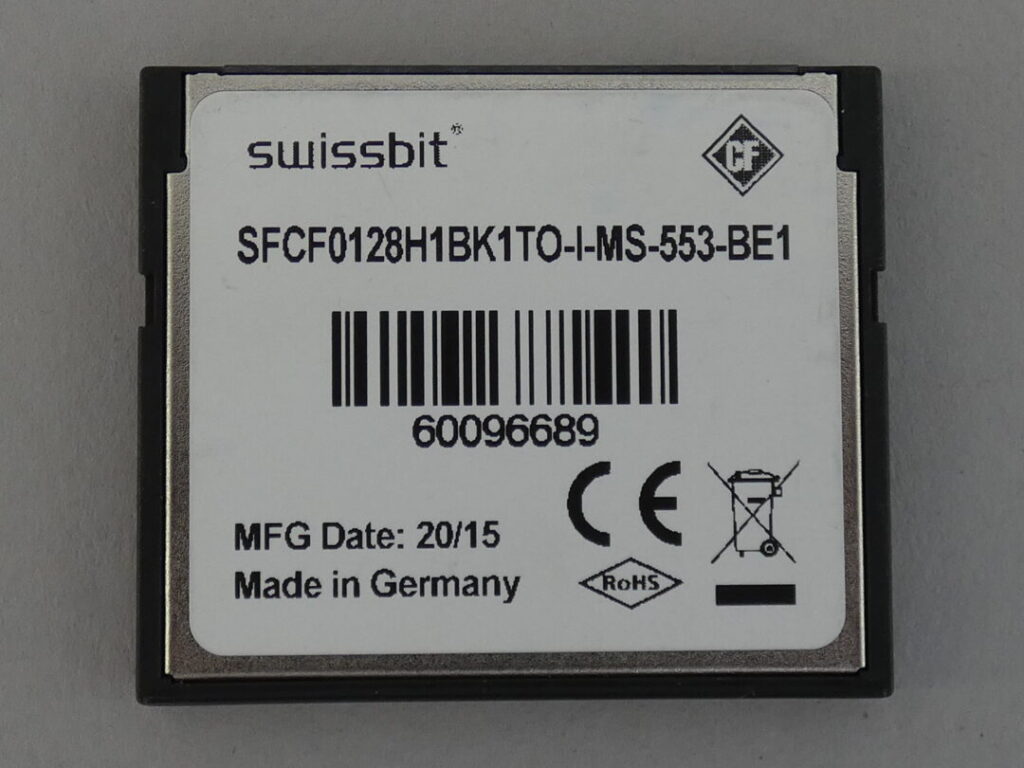 swissbit
CF
SFCF0128H1BK1TO-I-MS-553-BE1
60096689
CE
MFG Date: 20/15
Made in Germany
RoHS